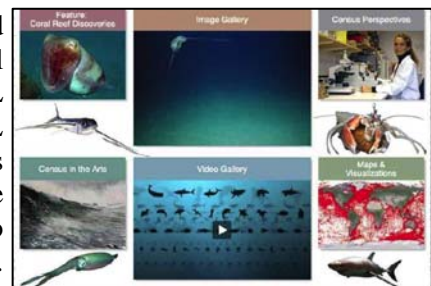 Feature:
Coral Reef Discoveries
Image Gallery
Census Perspectives
Census in the Arts
Video Gallery
Maps &
Visualizations